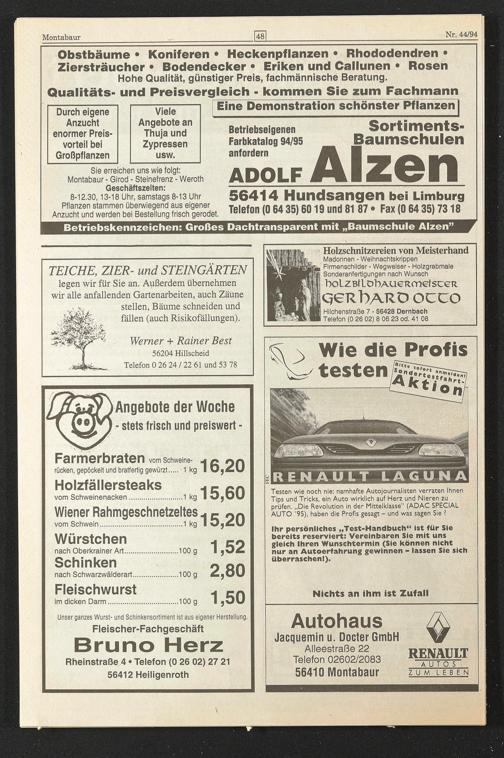 Montabaur
48
Nr. 44/94
Obstbäume • Koniferen • Heckenpflanzen • Rhododendren •
Ziersträucher • Bodendecker • Eriken und Callunen • Rosen
Hohe Qualität, günstiger Preis, fachmännische Beratung.
Qualitäts- und Preisvergleich - kommen Sie zum Fachmann
Durch eigene
Anzucht
enormer Preis-
vorteil bei
Großpflanzen
Viele
Angebote an
Thuja und
Zypressen
usw.
Eine Demonstration schönster Pflanzen
Betriebseigenen
Farbkatalog 94/95
anfordern
Sortiments-
Baumschulen
ADOLF Alzen
56414 Hundsangen bei Limburg
Telefon (0 64 35) 60 19 und 81 87 • Fax (0 64 35) 73 18
Sie erreichen uns wie folgt:
Montabaur - Girod - Steinefrenz - Weroth
Geschäftszeiten:
8-12.30, 13-18 Uhr, samstags 8-13 Uhr
Pflanzen stammen überwiegend aus eigener
Anzucht und werden bei Bestellung frisch gerodet.
Betriebskennzeichen: Großes Dachtransparent mit „Baumschule Alzen"
TEICHE, ZIER- und STEINGÄRTEN
legen wir für Sie an. Außerdem übernehmen
wir alle anfallenden Gartenarbeiten, auch Zäune
stellen, Bäume schneiden und
fällen (auch Risikofällungen).
Werner + Rainer Best
56204 Hillscheid
Telefon 0 26 24 / 22 61 und 53 78
Holzschnitzereien von Meisterhand
Madonnen - Weihnachtskrippen
Firmenschilder - Wegweiser - Holzgrabmale
Sonderanfertigungen nach Wunsch
Holzbildhauermeister
Gerhard Otto
Hilchenstraße 7 - 56428 Dernbach
Telefon (0 26 02) 8 06 23 od. 41 08
Angebote der Woche
- stets frisch und preiswert -
Farmerbraten vom Schweine-
rücken, gepöckelt und bratfertig gewürzt..... 1 kg 16,20
Holzfällersteaks
vom Schweinenacken .................. 1 kg 15,60
Wiener Rahmgeschnetzeltes
vom Schwein .................. 1 kg 15,20
Würstchen
nach Oberkrainer Art .................. 100 g 1,52
Schinken
nach Schwarzwälderart .................. 100 g 2,80
Fleischwurst
im dicken Darm .................. 100 g 1,50
Unser ganzes Wurst- und Schinkensortiment ist aus eigener Herstellung.
Fleischer-Fachgeschäft
Bruno Herz
Rheinstraße 4 • Telefon (0 26 02) 27 21
56412 Heiligenroth
Wie die Profis
testen
Bitte sofort anmelden!
Sondertestfahrt-
Aktion
RENAULT LAGUNA
Testen wie noch nie: namhafte Autojournalisten verraten Ihnen
Tips und Tricks, ein Auto wirklich auf Herz und Nieren zu
prüfen. „Die Revolution in der Mittelklasse" (ADAC SPECIAL
AUTO '95), haben die Profis gesagt – und was sagen Sie ?
Ihr persönliches „Test-Handbuch" ist für Sie
bereits reserviert: Vereinbaren Sie mit uns
gleich Ihren Wunschtermin (Sie können nicht
nur an Autoerfahrung gewinnen – lassen Sie sich
überraschen!).
Nichts an ihm ist Zufall
Autohaus
Jacquemin u. Docter GmbH
Alleestraße 22
Telefon 02602/2083
56410 Montabaur
RENAULT
AUTOS
ZUM LEBEN